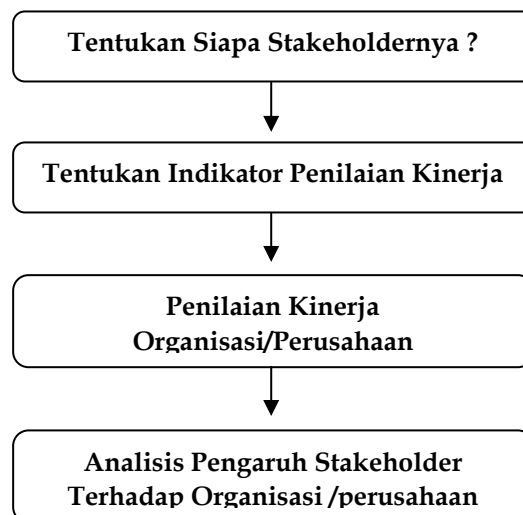 Tentukan Siapa Stakeholdernya ?
Tentukan Indikator Penilaian Kinerja
Penilaian Kinerja
Organisasi/Perusahaan
Analisis Pengaruh Stakeholder
Terhadap Organisasi /perusahaan